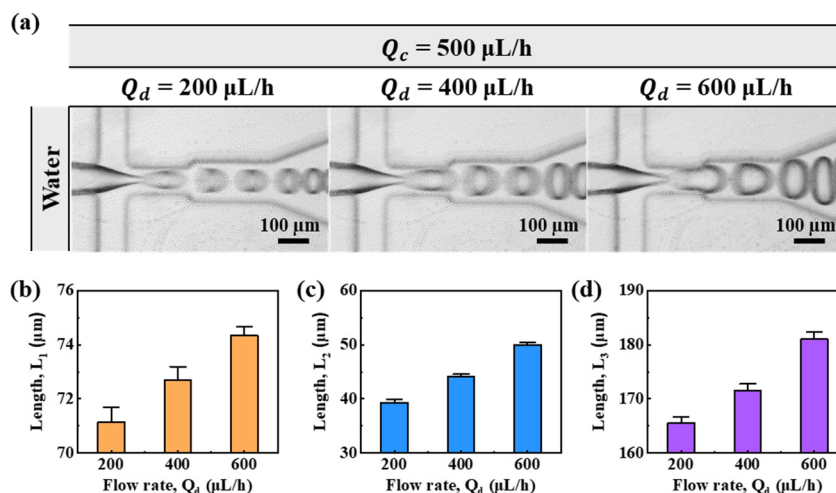 (a)
Q_c = 500 μL/h
Q_d = 200 μL/h
Q_d = 400 μL/h
Q_d = 600 μL/h
Water
100 μm
100 μm
100 μm
(b)
76
74
72
70
Length, L₁ (μm)
200 400 600
Flow rate, Q_d (μL/h)
(c)
60
50
40
30
Length, L₂ (μm)
200 400 600
Flow rate, Q_d (μL/h)
(d)
190
180
170
160
Length, L₃ (μm)
200 400 600
Flow rate, Q_d (μL/h)